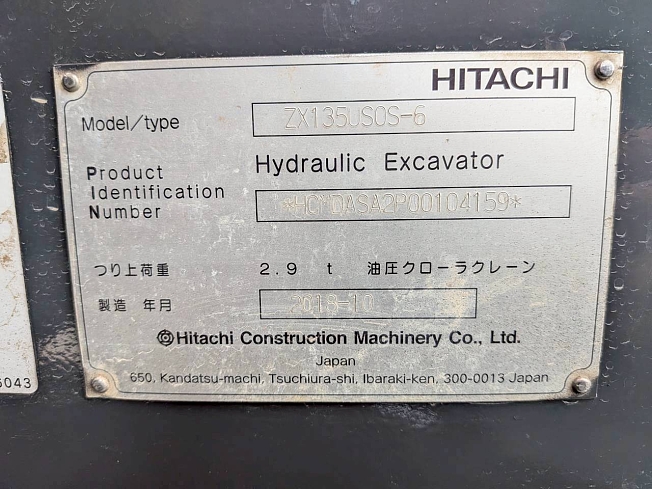 HITACHI
Model/type ZX135USOS-6
Product Hydraulic Excavator
Identification
Number *HCMDASA2P00104159*
つり上荷重 2.9 t 油圧クローラクレーン
製造 年月 2018-10
Hitachi Construction Machinery Co., Ltd.
Japan
650, Kandatsu-machi, Tsuchiura-shi, Ibaraki-ken, 300-0013 Japan
6043